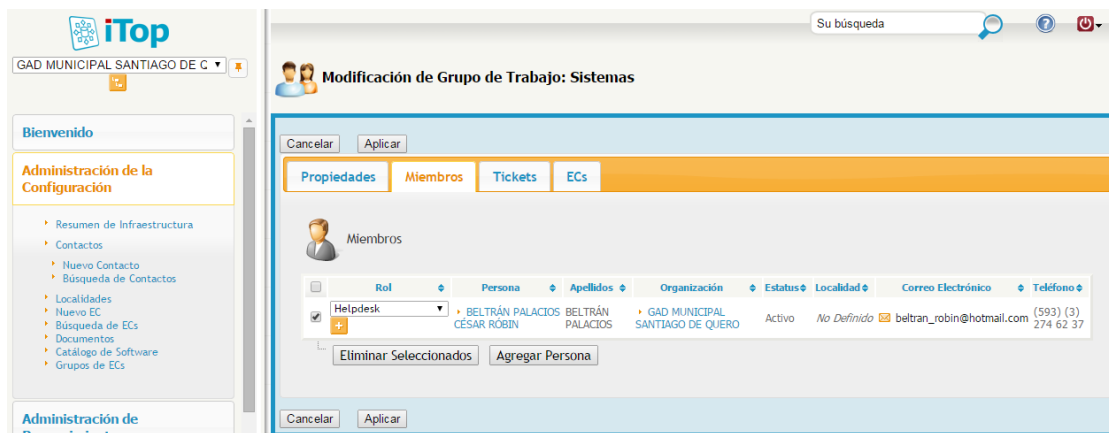 iTop
Su búsqueda
GAD MUNICIPAL SANTIAGO DE Q
Modificación de Grupo de Trabajo: Sistemas
Bienvenido
Administración de la
Configuración
Resumen de Infraestructura
Contactos
Nuevo Contacto
Búsqueda de Contactos
Localidades
Nuevo EC
Búsqueda de ECs
Documentos
Catálogo de Software
Grupos de ECs
Administración de
Cancelar Aplicar
Propiedades Miembros Tickets ECs
Miembros
Rol Persona Apellidos Organización Estatus Localidad Correo Electrónico Teléfono
Helpdesk BELTRÁN PALACIOS BELTRÁN GAD MUNICIPAL Activo No Definido beltran_robin@hotmail.com (593) (3)
CÉSAR RÓBIN PALACIOS SANTIAGO DE QUERO 274 62 37
Eliminar Seleccionados Agregar Persona
Cancelar Aplicar